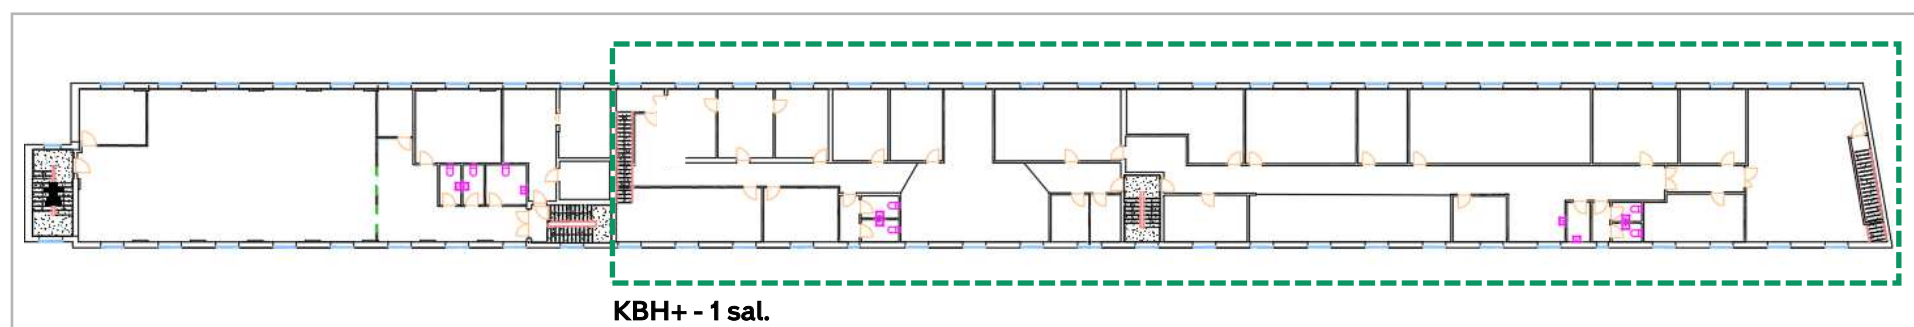 KBH+ - 1 sal.